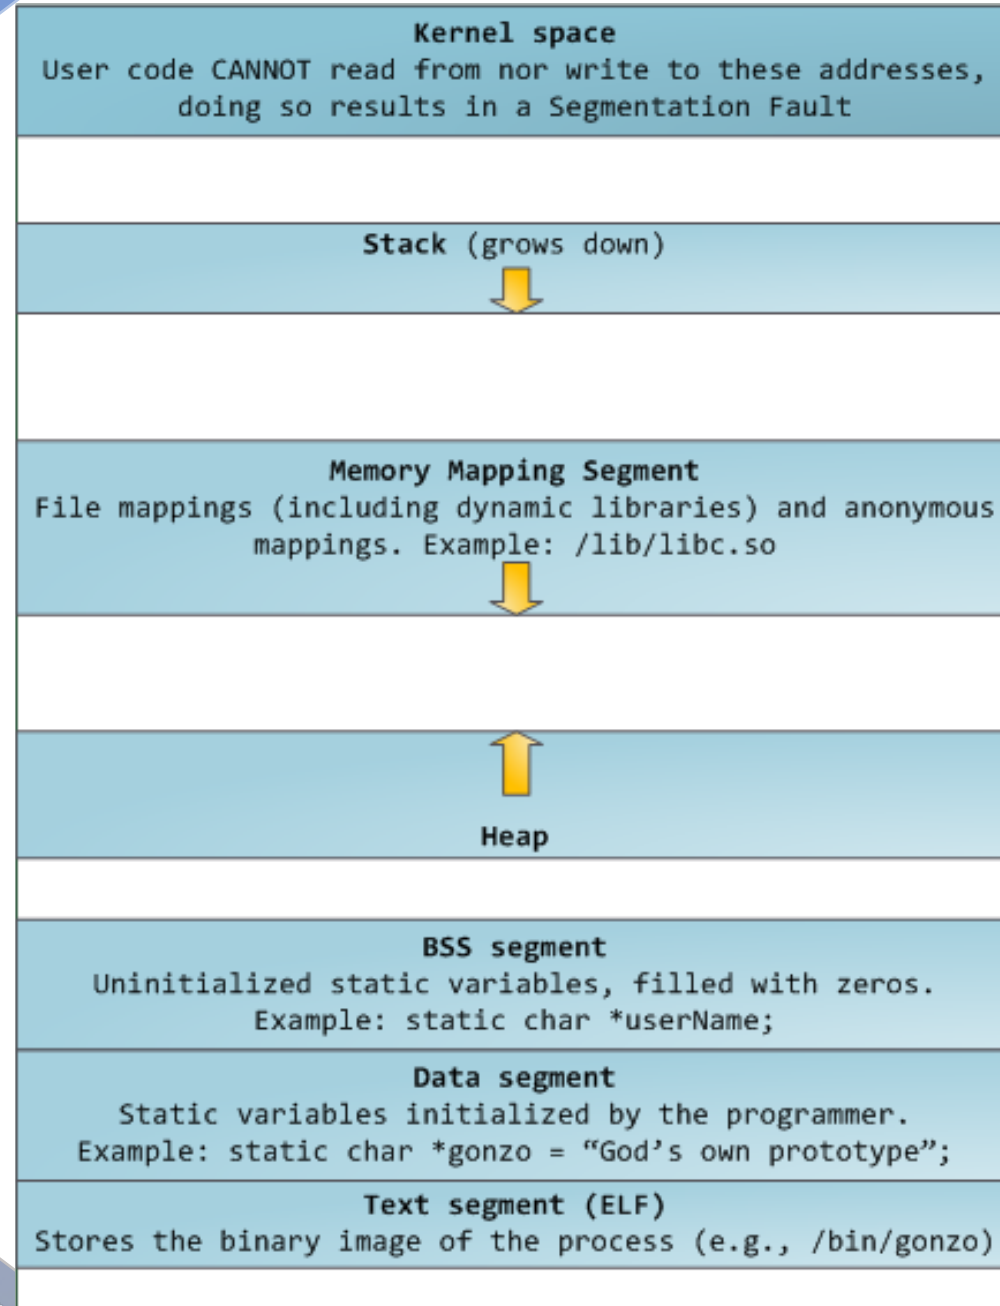 Kernel space
User code CANNOT read from nor write to these addresses,
doing so results in a Segmentation Fault
Stack (grows down)
Memory Mapping Segment
File mappings (including dynamic libraries) and anonymous
mappings. Example: /lib/libc.so
Heap
BSS segment
Uninitialized static variables, filled with zeros.
Example: static char *userName;
Data segment
Static variables initialized by the programmer.
Example: static char *gonzo = “God’s own prototype”;
Text segment (ELF)
Stores the binary image of the process (e.g., /bin/gonzo)